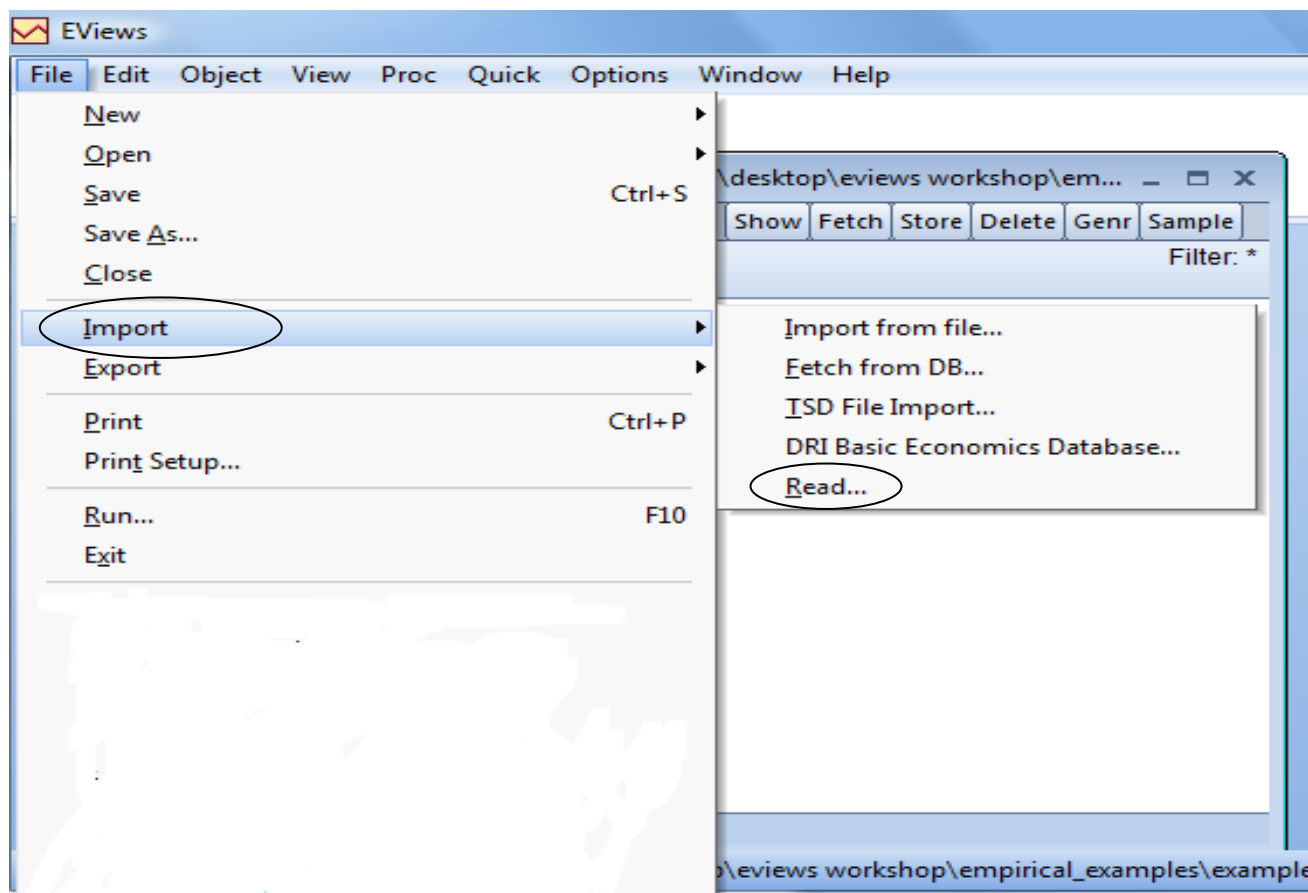 EViews
File Edit Object View Proc Quick Options Window Help
New
Open
Save Ctrl+S
Save As...
Close
Import
Export
Print Ctrl+P
Print Setup...
Run... F10
Exit
\desktop\eviews workshop\em...
Show Fetch Store Delete Genr Sample
Filter: *
Import from file...
Fetch from DB...
TSD File Import...
DRI Basic Economics Database...
Read...
\eviews workshop\empirical_examples\example